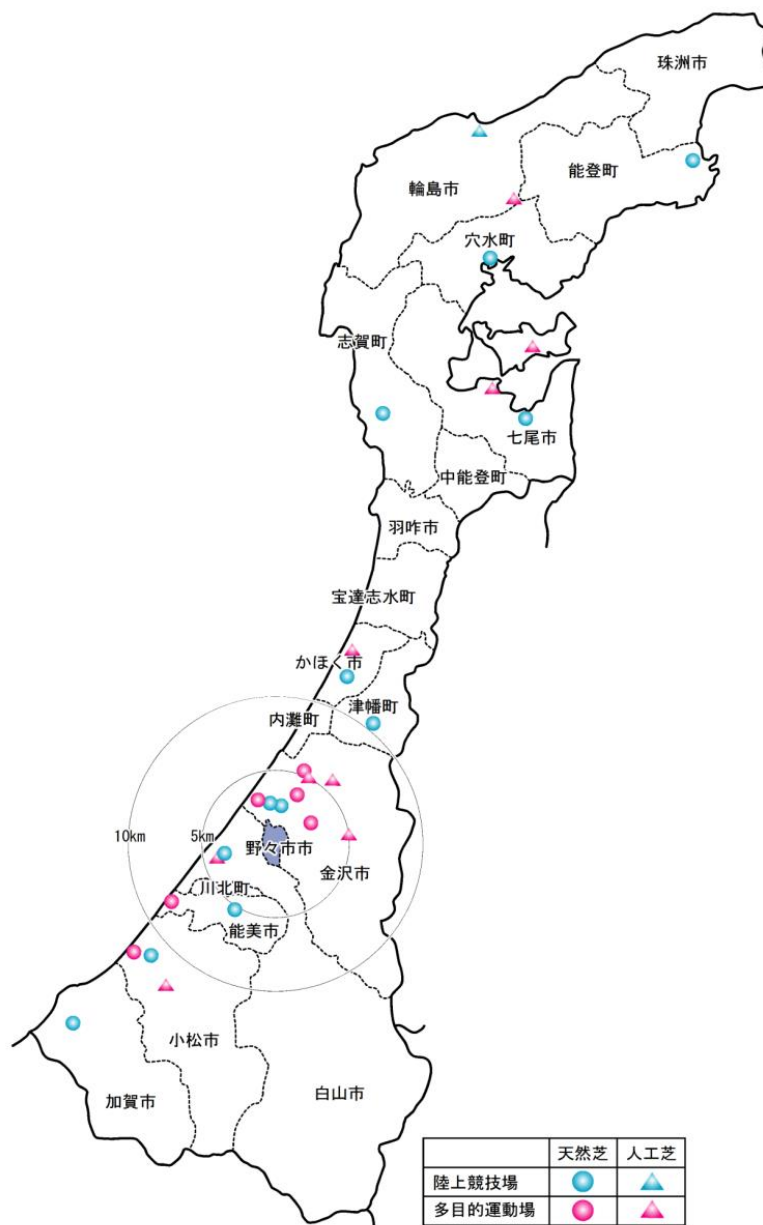 珠洲市
能登町
輪島市
穴水町
志賀町
七尾市
中能登町
羽咋市
宝達志水町
かほく市
津幡町
内灘町
10km
5km
野々市市
金沢市
川北町
能美市
小松市
加賀市
白山市
天然芝 人工芝
陸上競技場
多目的運動場